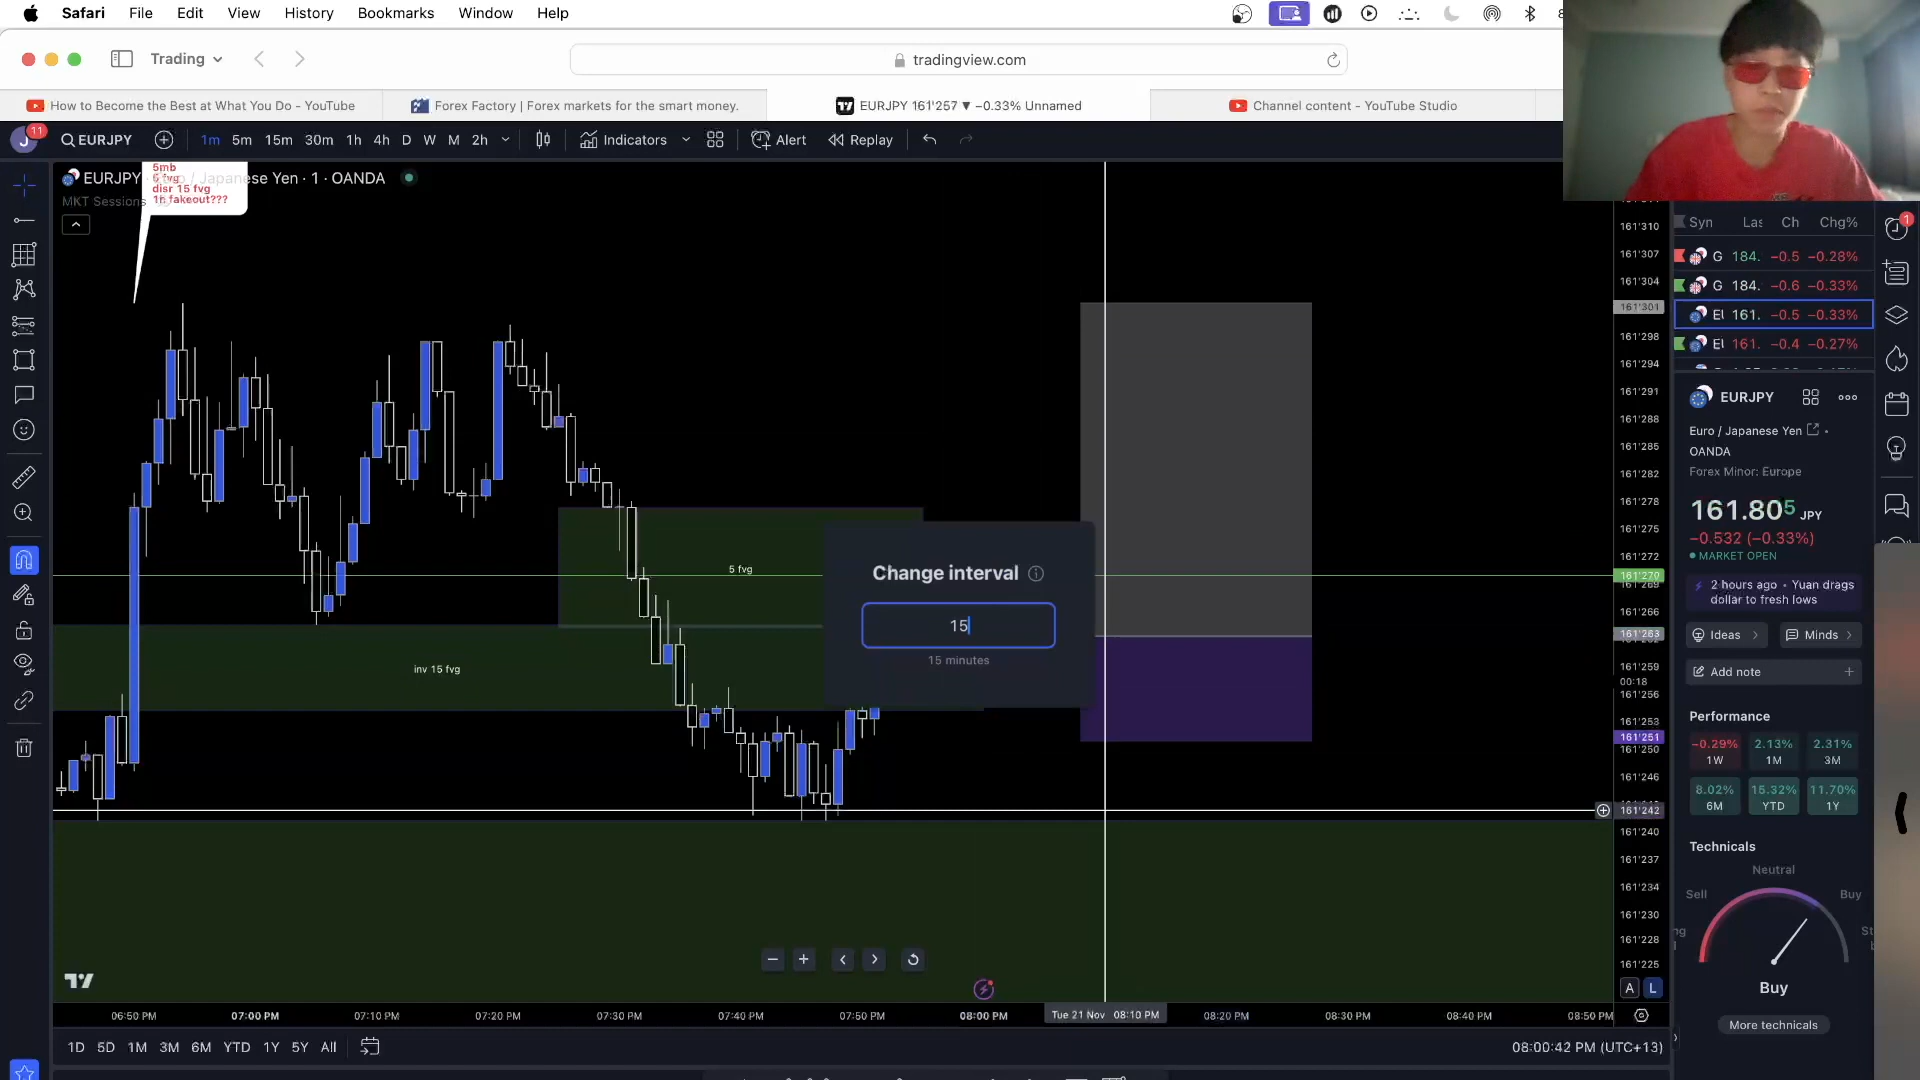 Safari File Edit View History Bookmarks Window Help
Trading
tradingview.com
How to Become the Best at What You Do - YouTube
Forex Factory | Forex markets for the smart money.
EURJPY 161'257 ▼ −0.33% Unnamed
Channel content - YouTube Studio
J 11 EURJPY 1m 5m 15m 30m 1h 4h D W M 2h Indicators Alert Replay
5mb
5 fvg
disr 15 fvg
1h fakeout???
EURJPY · Euro / Japanese Yen · 1 · OANDA
MKT Sessions
5 fvg
inv 15 fvg
Change interval
15
15 minutes
161'310
161'307
161'304
161'301
161'298
161'294
161'291
161'288
161'285
161'282
161'278
161'275
161'272
161'270
161'269
161'266
161'263
161'259
00:18
161'256
161'253
161'251
161'250
161'246
161'242
161'240
161'237
161'234
161'230
161'228
161'225
A L
06:50 PM 07:00 PM 07:10 PM 07:20 PM 07:30 PM 07:40 PM 07:50 PM 08:00 PM Tue 21 Nov 08:10 PM 08:20 PM 08:30 PM 08:40 PM 08:50 PM
1D 5D 1M 3M 6M YTD 1Y 5Y All
08:00:42 PM (UTC+13)
Syn Las Ch Chg%
G 184. −0.5 −0.28%
G 184. −0.6 −0.33%
EU 161. −0.5 −0.33%
EU 161. −0.4 −0.27%
1
EURJPY
Euro / Japanese Yen
OANDA
Forex Minor: Europe
161.805 JPY
−0.532 (−0.33%)
MARKET OPEN
2 hours ago • Yuan drags
dollar to fresh lows
Ideas Minds
Add note
Performance
−0.29% 2.13% 2.31%
1W 1M 3M
8.02% 15.32% 11.70%
6M YTD 1Y
Technicals
Neutral
Sell Buy
Buy
More technicals